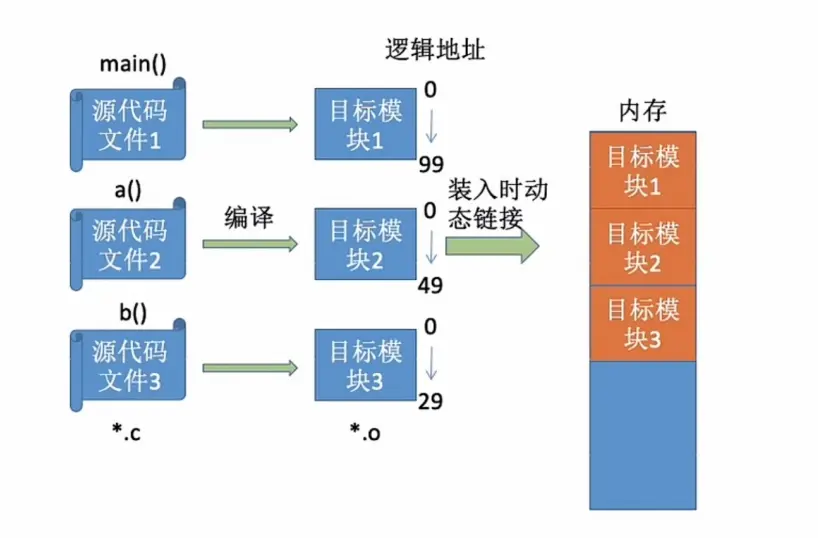 逻辑地址
main()
源代码
文件1
目标模
块1
0
99
内存
目标模
块1
a()
源代码
文件2
编译
目标模
块2
0
49
装入时动
态链接
目标模
块2
b()
源代码
文件3
目标模
块3
0
29
目标模
块3
*.c
*.o